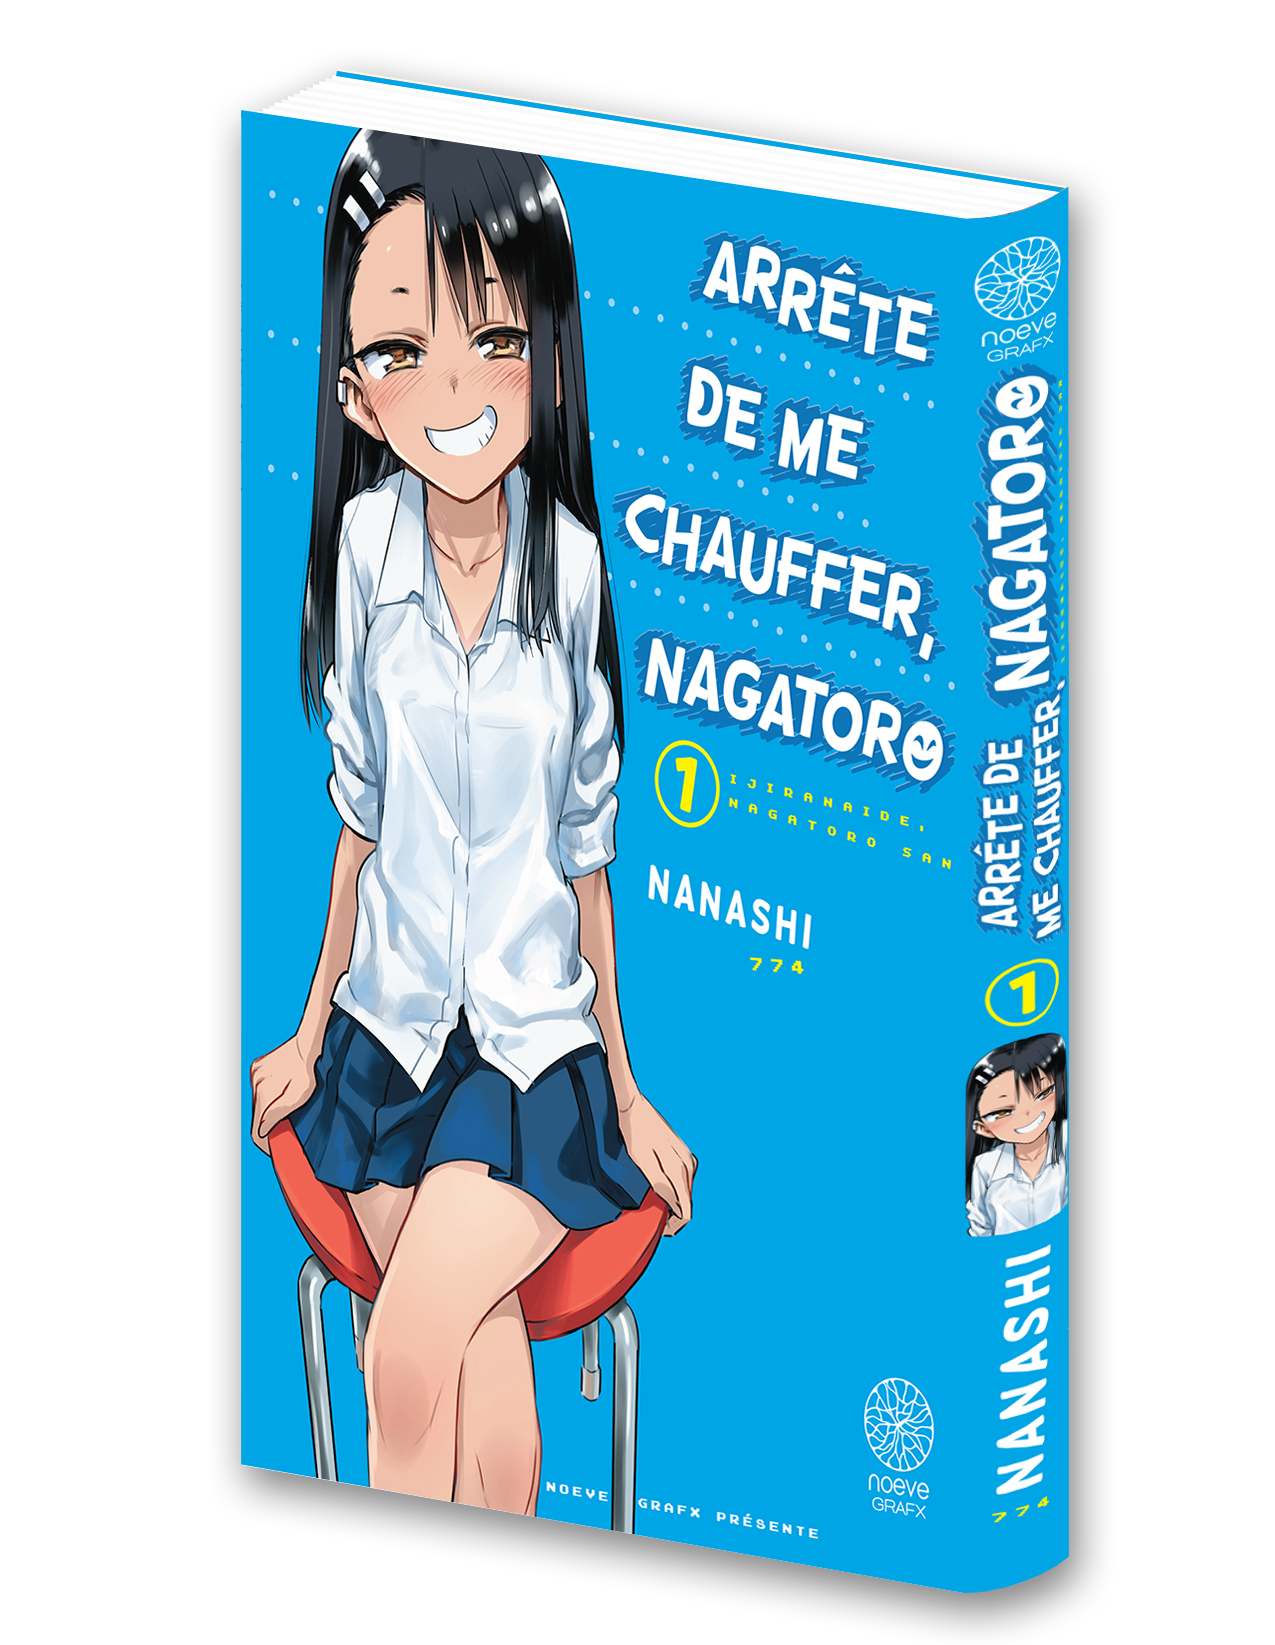 ARRÊTE
DE ME
CHAUFFER,
NAGATORO
1
IJIRANAIDE,
NAGATORO SAN
NANASHI
774
noeve
GRAFX
NOEVE GRAFX PRÉSENTE
noeve
GRAFX
ARRÊTE DE
ME CHAUFFER,
NAGATORO
1
NANASHI
774